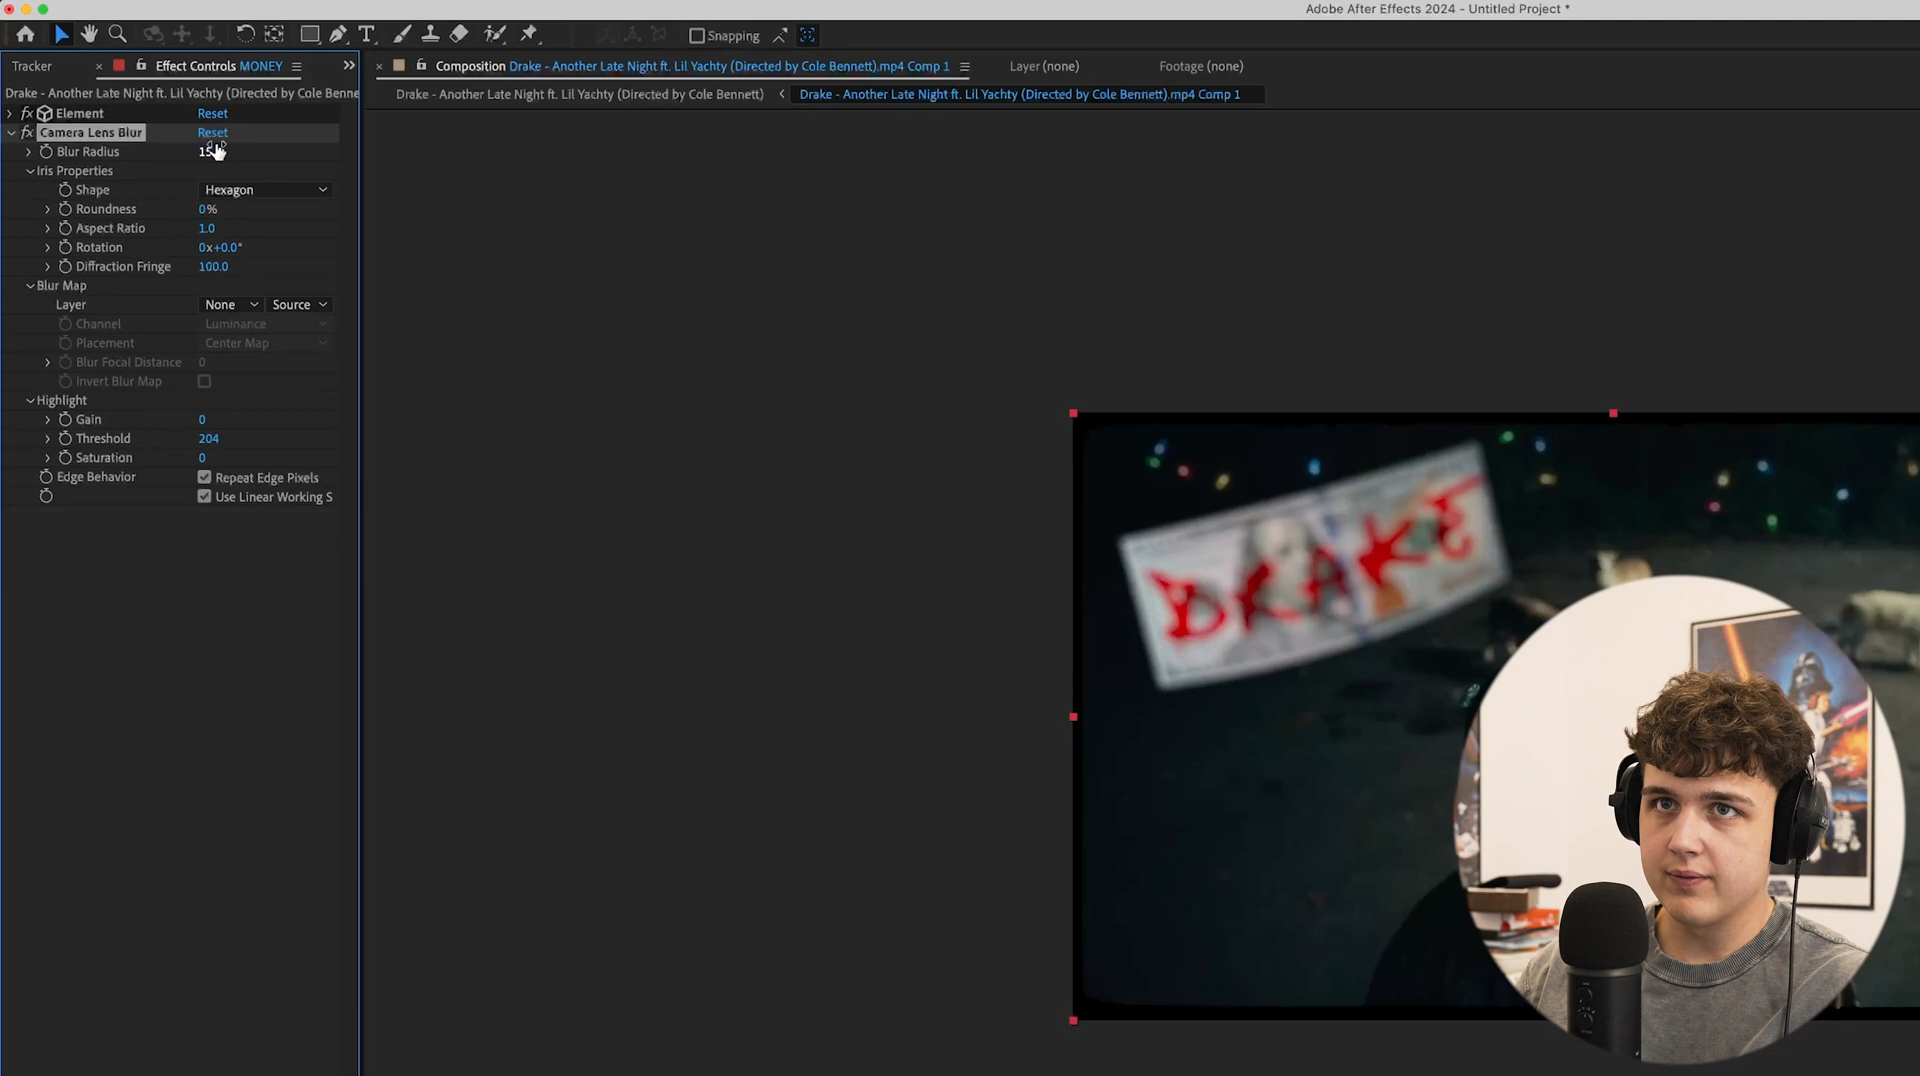 Adobe After Effects 2024 - Untitled Project *
Snapping
Tracker
Effect Controls MONEY
Composition Drake - Another Late Night ft. Lil Yachty (Directed by Cole Bennett).mp4 Comp 1
Layer (none)
Footage (none)
Drake - Another Late Night ft. Lil Yachty (Directed by Cole Benne
Drake - Another Late Night ft. Lil Yachty (Directed by Cole Bennett)
Drake - Another Late Night ft. Lil Yachty (Directed by Cole Bennett).mp4 Comp 1
fx Element Reset
fx Camera Lens Blur Reset
Blur Radius
Iris Properties
Shape Hexagon
Roundness 0%
Aspect Ratio 1.0
Rotation 0x+0.0°
Diffraction Fringe 100.0
Blur Map
Layer None Source
Channel Luminance
Placement Center Map
Blur Focal Distance 0
Invert Blur Map
Highlight
Gain 0
Threshold 204
Saturation 0
Edge Behavior Repeat Edge Pixels
Use Linear Working S
DRAKE